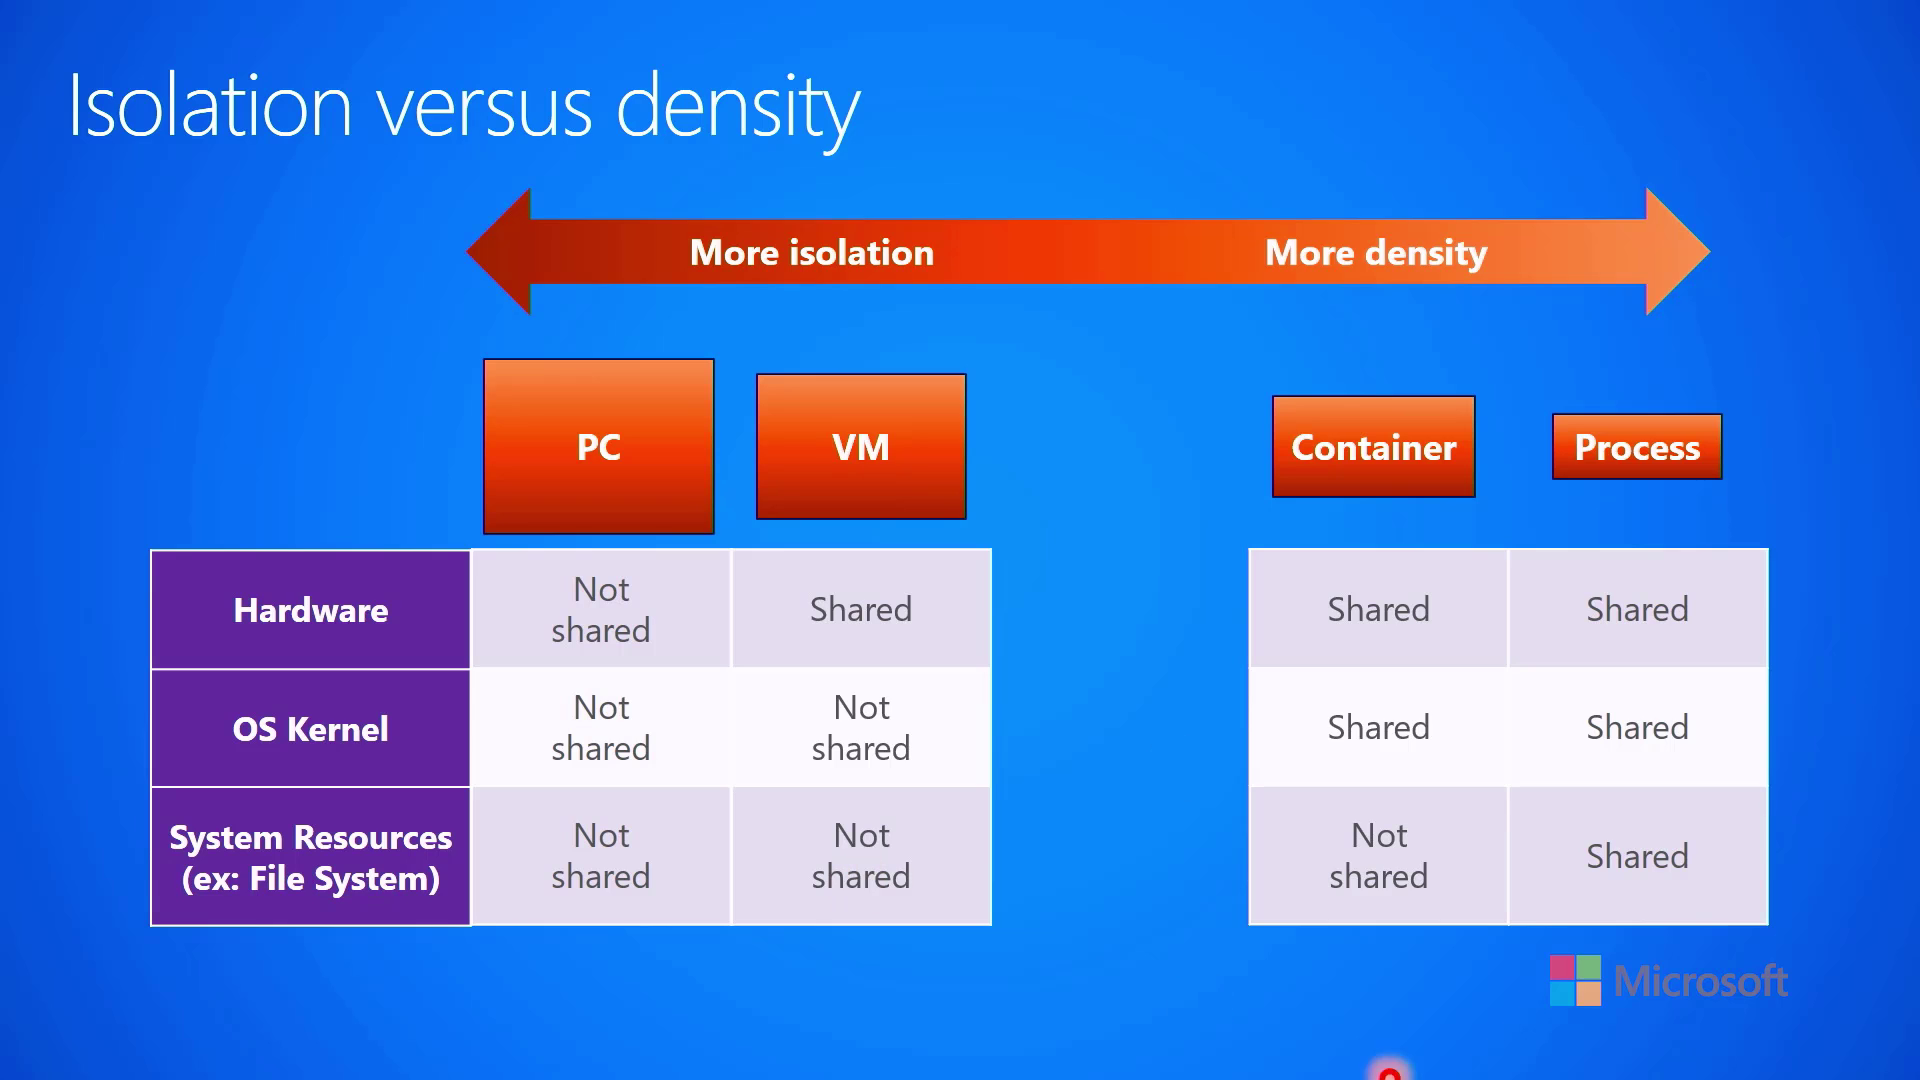 Isolation versus density
More isolation
More density
PC
VM
Container
Process
Hardware
Not
shared
Shared
Shared
Shared
OS Kernel
Not
shared
Not
shared
Shared
Shared
System Resources
(ex: File System)
Not
shared
Not
shared
Not
shared
Shared
Microsoft